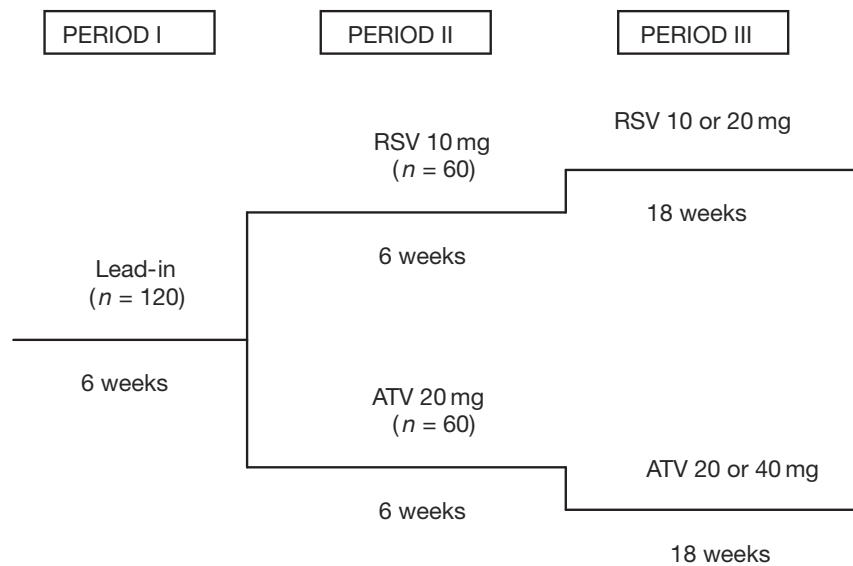 PERIOD I
PERIOD II
PERIOD III
RSV 10 mg
(n = 60)
6 weeks
RSV 10 or 20 mg
18 weeks
Lead-in
(n = 120)
6 weeks
ATV 20 mg
(n = 60)
6 weeks
ATV 20 or 40 mg
18 weeks